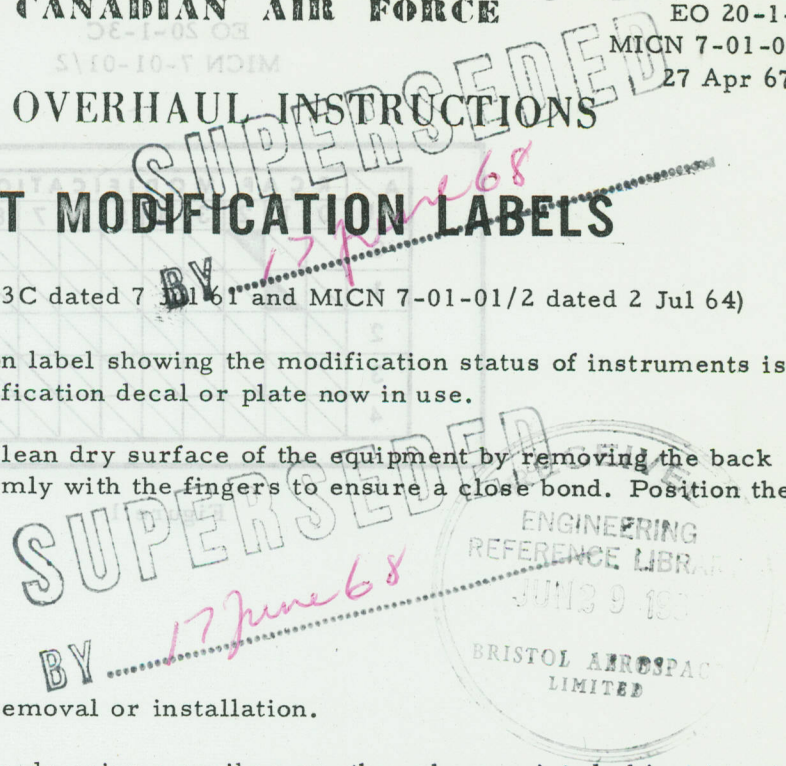 CANADIAN AIR FORCE
EO 20-1-
MICN 7-01-0
27 Apr 67
OVERHAUL INSTRUCTIONS
SUPERSEDED
17 June 68
BY
T MODIFICATION LABELS
3C dated 7 Jul 61 and MICN 7-01-01/2 dated 2 Jul 64)
n label showing the modification status of instruments is
fication decal or plate now in use.
lean dry surface of the equipment by removing the back
mly with the fingers to ensure a close bond. Position the
SUPERSEDED
17 June 68
BY
ENGINEERING
REFERENCE LIBRA
JUN 29 19
BRISTOL AEROSPAC
LIMITED
emoval or installation.